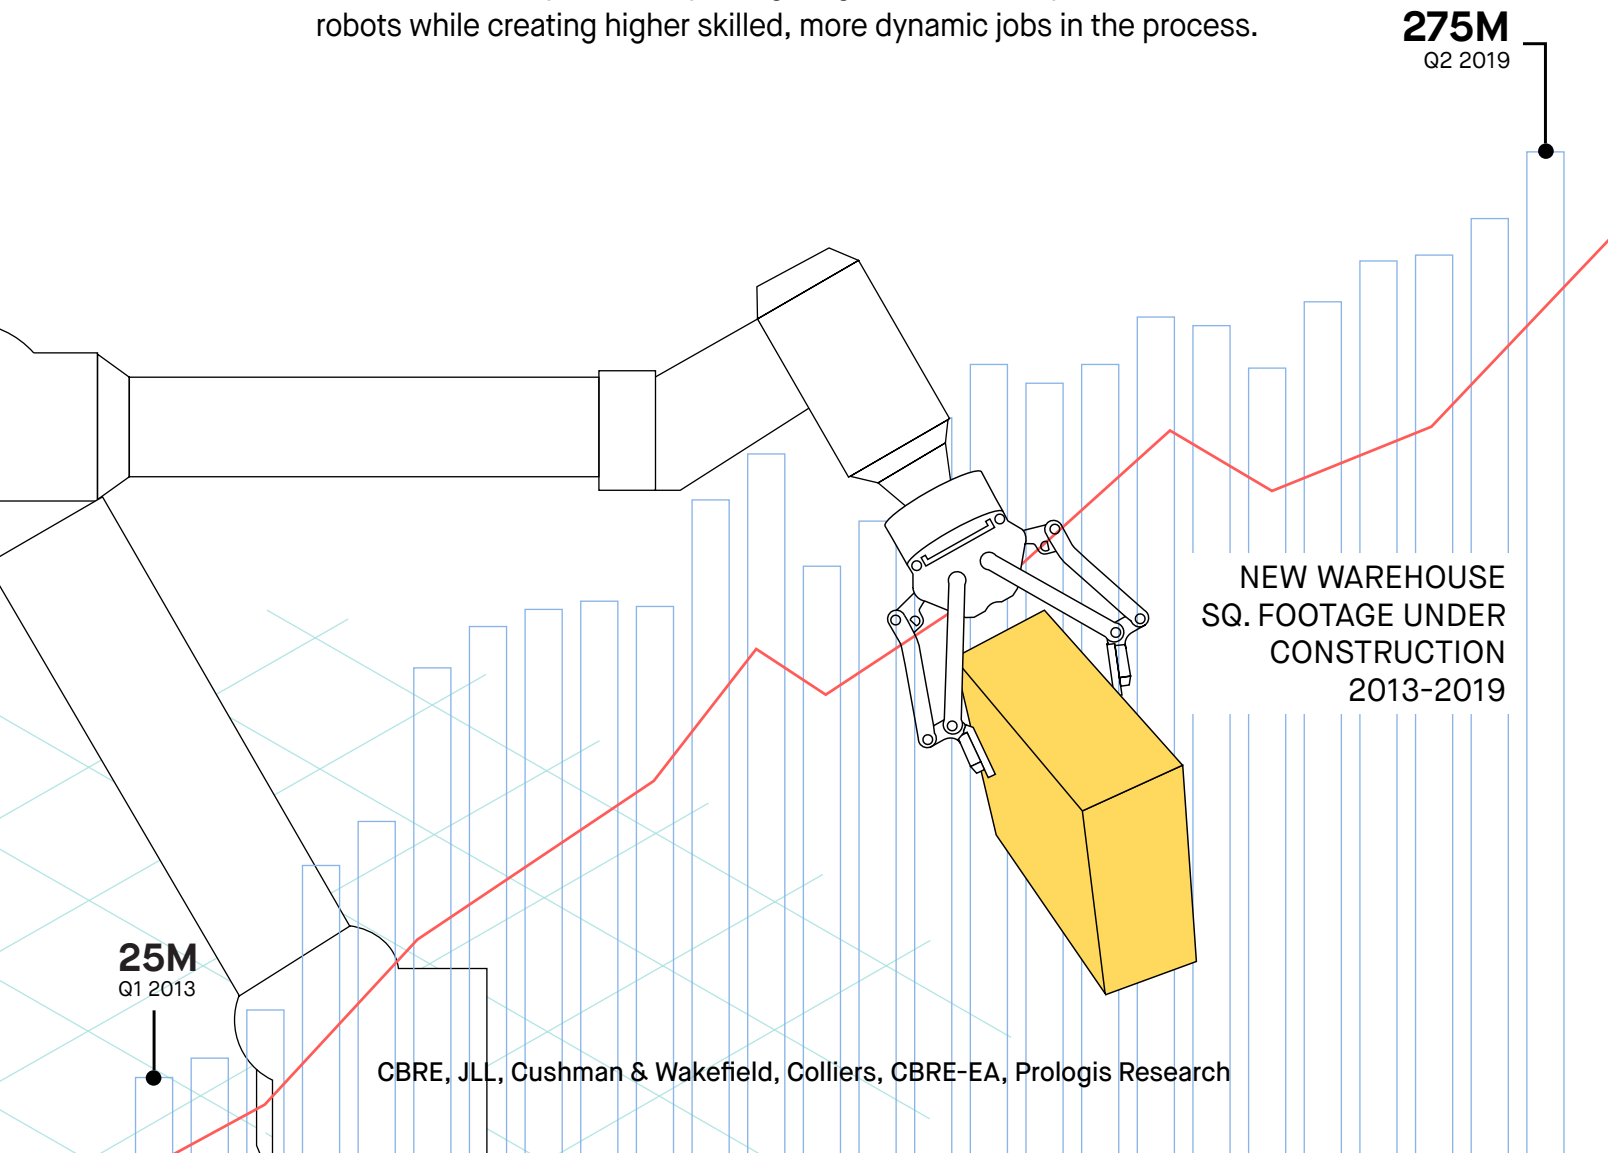 robots while creating higher skilled, more dynamic jobs in the process.
275M
Q2 2019
NEW WAREHOUSE
SQ. FOOTAGE UNDER
CONSTRUCTION
2013-2019
25M
Q1 2013
CBRE, JLL, Cushman & Wakefield, Colliers, CBRE-EA, Prologis Research